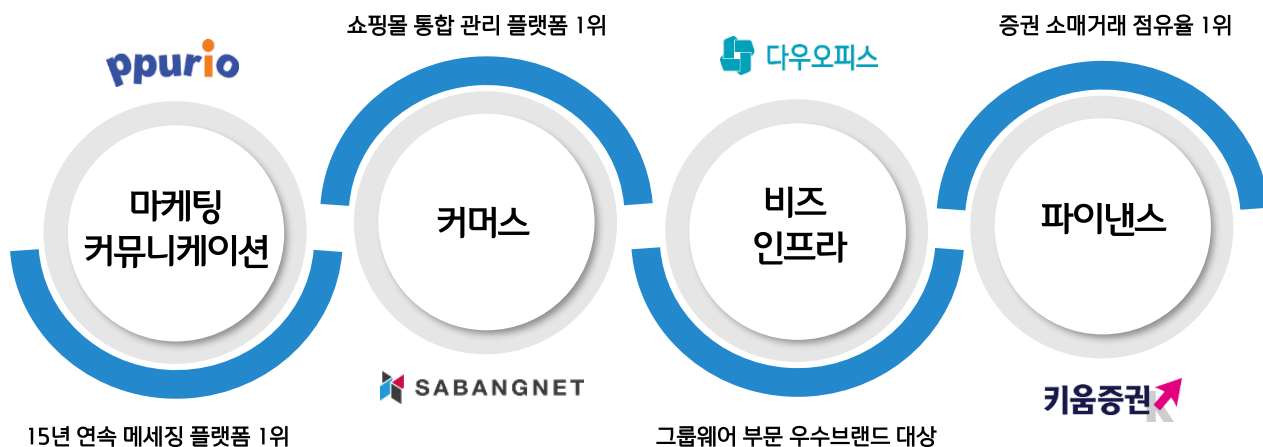 ppurio
마케팅
커뮤니케이션
15년 연속 메세징 플랫폼 1위
쇼핑몰 통합 관리 플랫폼 1위
커머스
SABANGNET
다우오피스
비즈
인프라
그룹웨어 부문 우수브랜드 대상
증권 소매거래 점유율 1위
파이낸스
키움증권